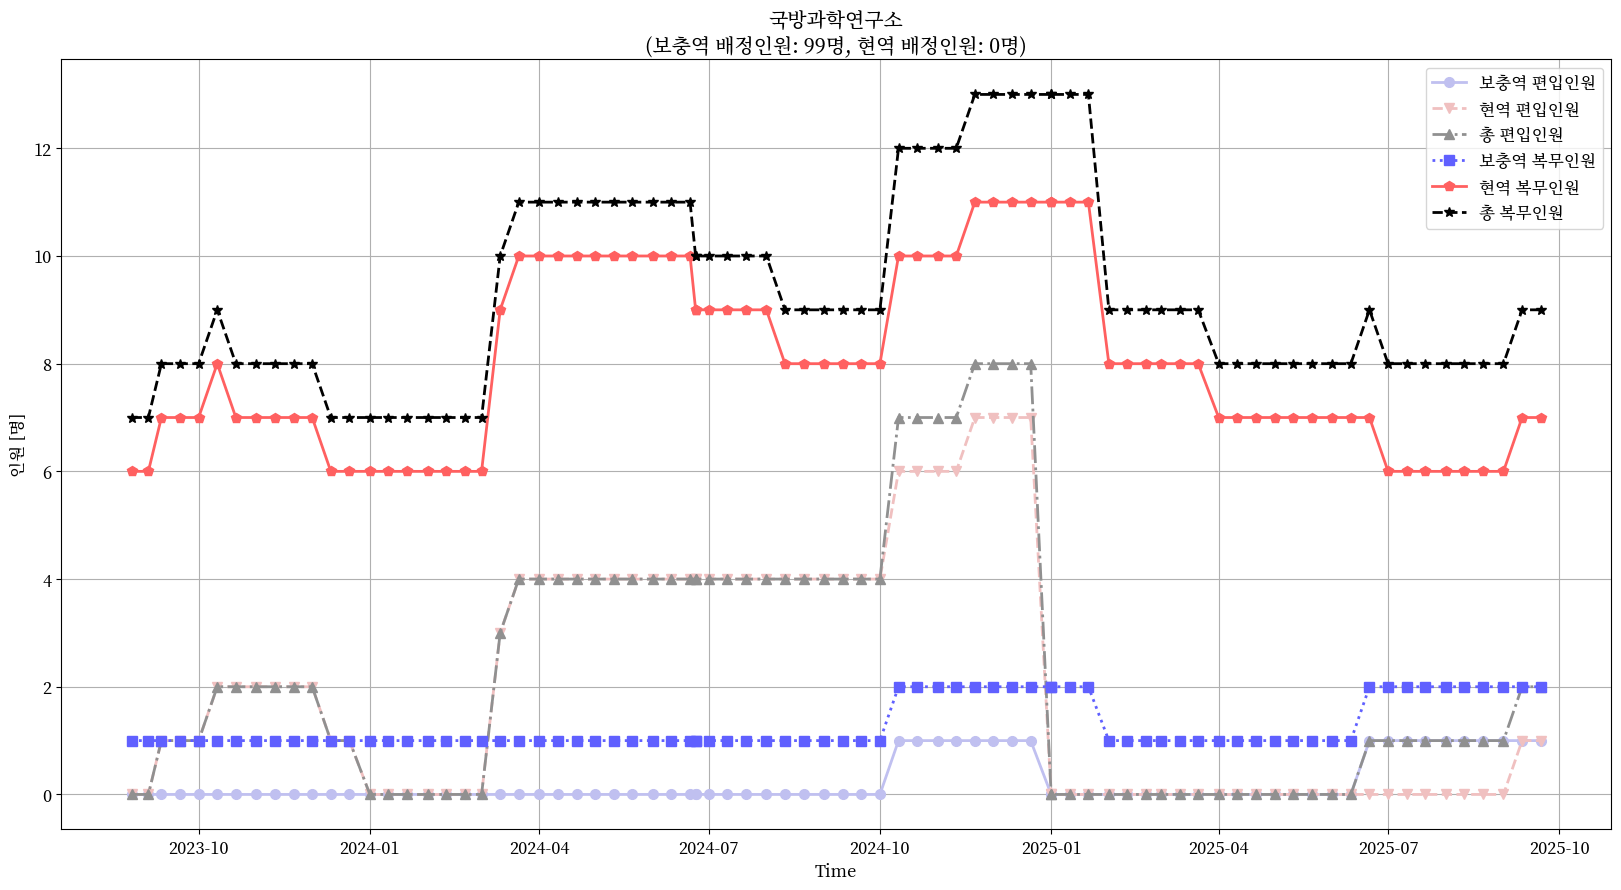 국방과학연구소
(보충역 배정인원: 99명, 현역 배정인원: 0명)
보충역 편입인원
현역 편입인원
총 편입인원
보충역 복무인원
현역 복무인원
총 복무인원
인원 [명]
12
10
8
6
4
2
0
2023-10
2024-01
2024-04
2024-07
2024-10
2025-01
2025-04
2025-07
2025-10
Time